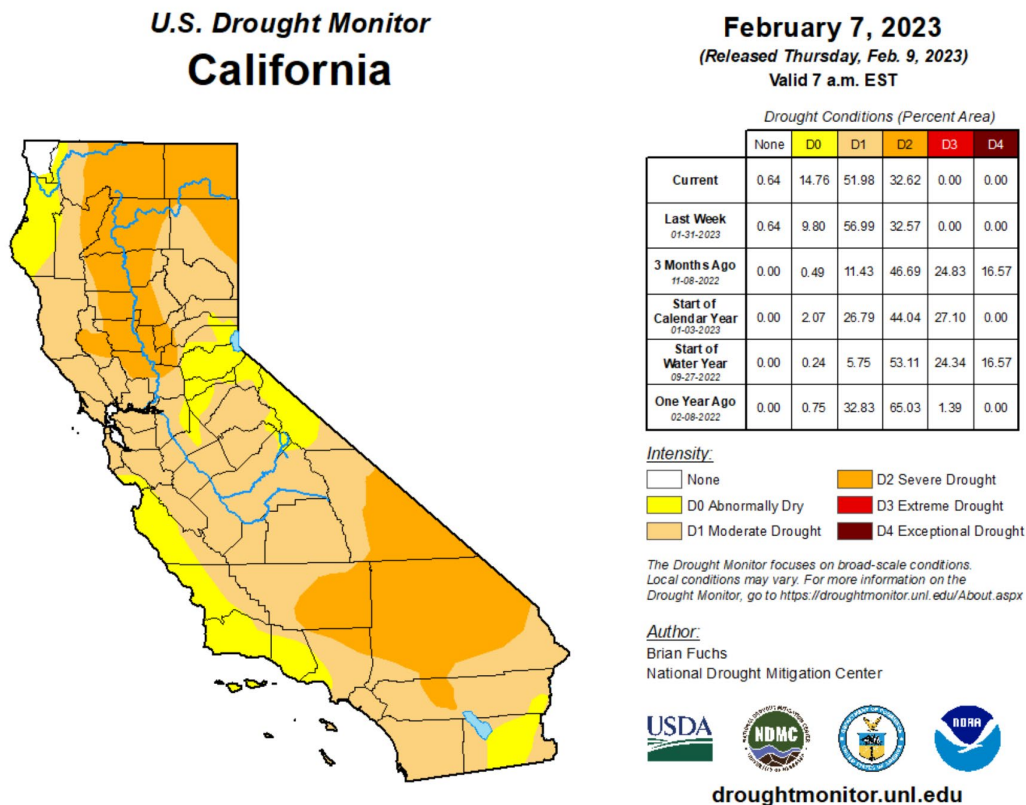 U.S. Drought Monitor
California
February 7, 2023
(Released Thursday, Feb. 9, 2023)
Valid 7 a.m. EST
Drought Conditions (Percent Area)
None D0 D1 D2 D3 D4
Current 0.64 14.76 51.98 32.62 0.00 0.00
Last Week
01-31-2023 0.64 9.80 56.99 32.57 0.00 0.00
3 Months Ago
11-08-2022 0.00 0.49 11.43 46.69 24.83 16.57
Start of
Calendar Year
01-03-2023 0.00 2.07 26.79 44.04 27.10 0.00
Start of
Water Year
09-27-2022 0.00 0.24 5.75 53.11 24.34 16.57
One Year Ago
02-08-2022 0.00 0.75 32.83 65.03 1.39 0.00
Intensity:
None
D0 Abnormally Dry
D1 Moderate Drought
D2 Severe Drought
D3 Extreme Drought
D4 Exceptional Drought
The Drought Monitor focuses on broad-scale conditions.
Local conditions may vary. For more information on the
Drought Monitor, go to https://droughtmonitor.unl.edu/About.aspx
Author:
Brian Fuchs
National Drought Mitigation Center
USDA
NDMC
NOAA
droughtmonitor.unl.edu